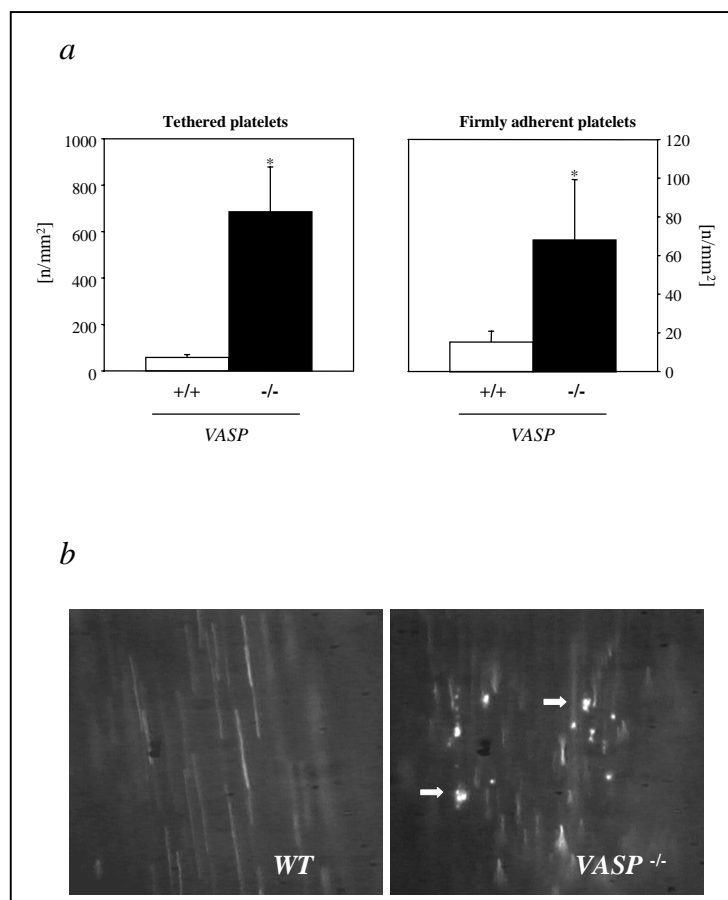 a
Tethered platelets
1000
800
600
400
200
0
[n/mm²]
*
+/+ -/-
VASP
Firmly adherent platelets
120
100
80
60
40
20
0
[n/mm²]
*
+/+ -/-
VASP
b
WT
VASP -/-